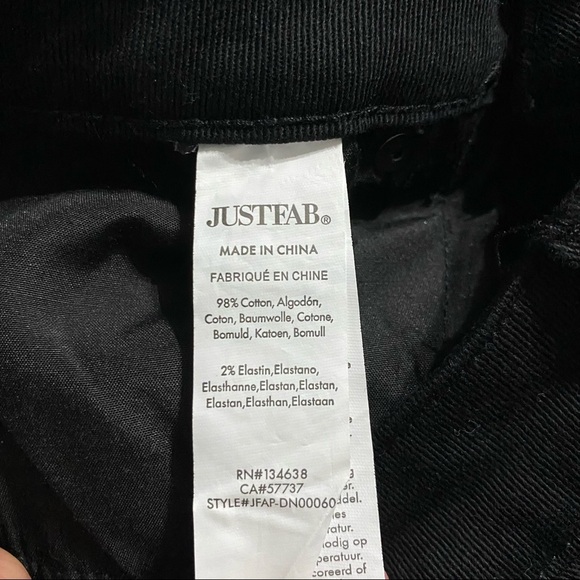 JUSTFAB®
MADE IN CHINA
FABRIQUÉ EN CHINE
98% Cotton, Algodón,
Coton, Baumwolle, Cotone,
Bomuld, Katoen, Bomull
2% Elastin,Elastano,
Elasthanne,Elastan,Elastan,
Elastan,Elasthan,Elastaan
RN#134638
CA#57737
STYLE#JFAP-DN00060